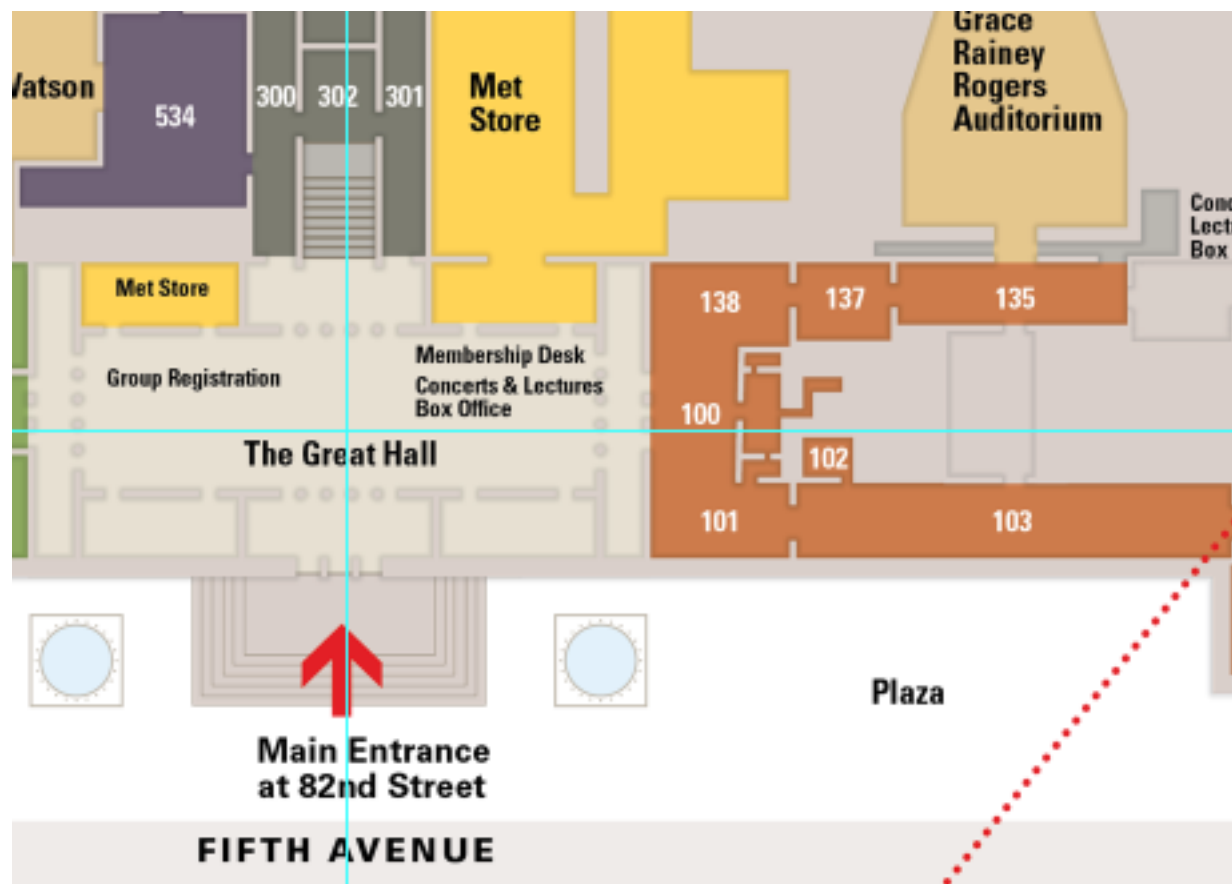 Grace
Rainey
Rogers
Auditorium
Met
Store
300
302
301
534
Met Store
138
137
135
Membership Desk
Concerts & Lectures
Box Office
Group Registration
100
The Great Hall
102
101
103
Plaza
Main Entrance
at 82nd Street
FIFTH AVENUE
Box